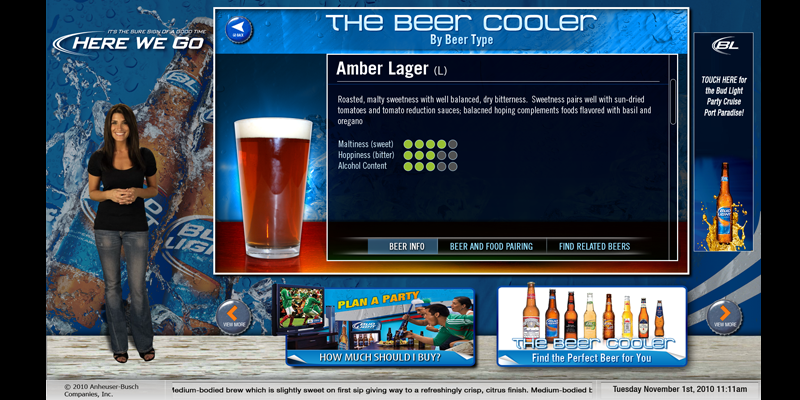 IT'S THE SURE SIGN OF A GOOD TIME
HERE WE GO
GO BACK
THE BEER COOLER
By Beer Type
Amber Lager (L)
Roasted, malty sweetness with well balanced, dry bitterness. Sweetness pairs well with sun-dried
tomatoes and tomato reduction sauces; balacned hoping complements foods flavored with basil and
oregano
Maltiness (sweet)
Hoppiness (bitter)
Alcohol Content
BEER INFO
BEER AND FOOD PAIRING
FIND RELATED BEERS
BL
TOUCH HERE for
the Bud Light
Party Cruise
Port Paradise!
BUD LIGHT
VIEW MORE
PLAN A PARTY
HOW MUCH SHOULD I BUY?
THE BEER COOLER
Find the Perfect Beer for You
VIEW MORE
© 2010 Anheuser-Busch
Companies, Inc.
Medium-bodied brew which is slightly sweet on first sip giving way to a refreshingly crisp, citrus finish. Medium-bodied b
Tuesday November 1st, 2010 11:11am